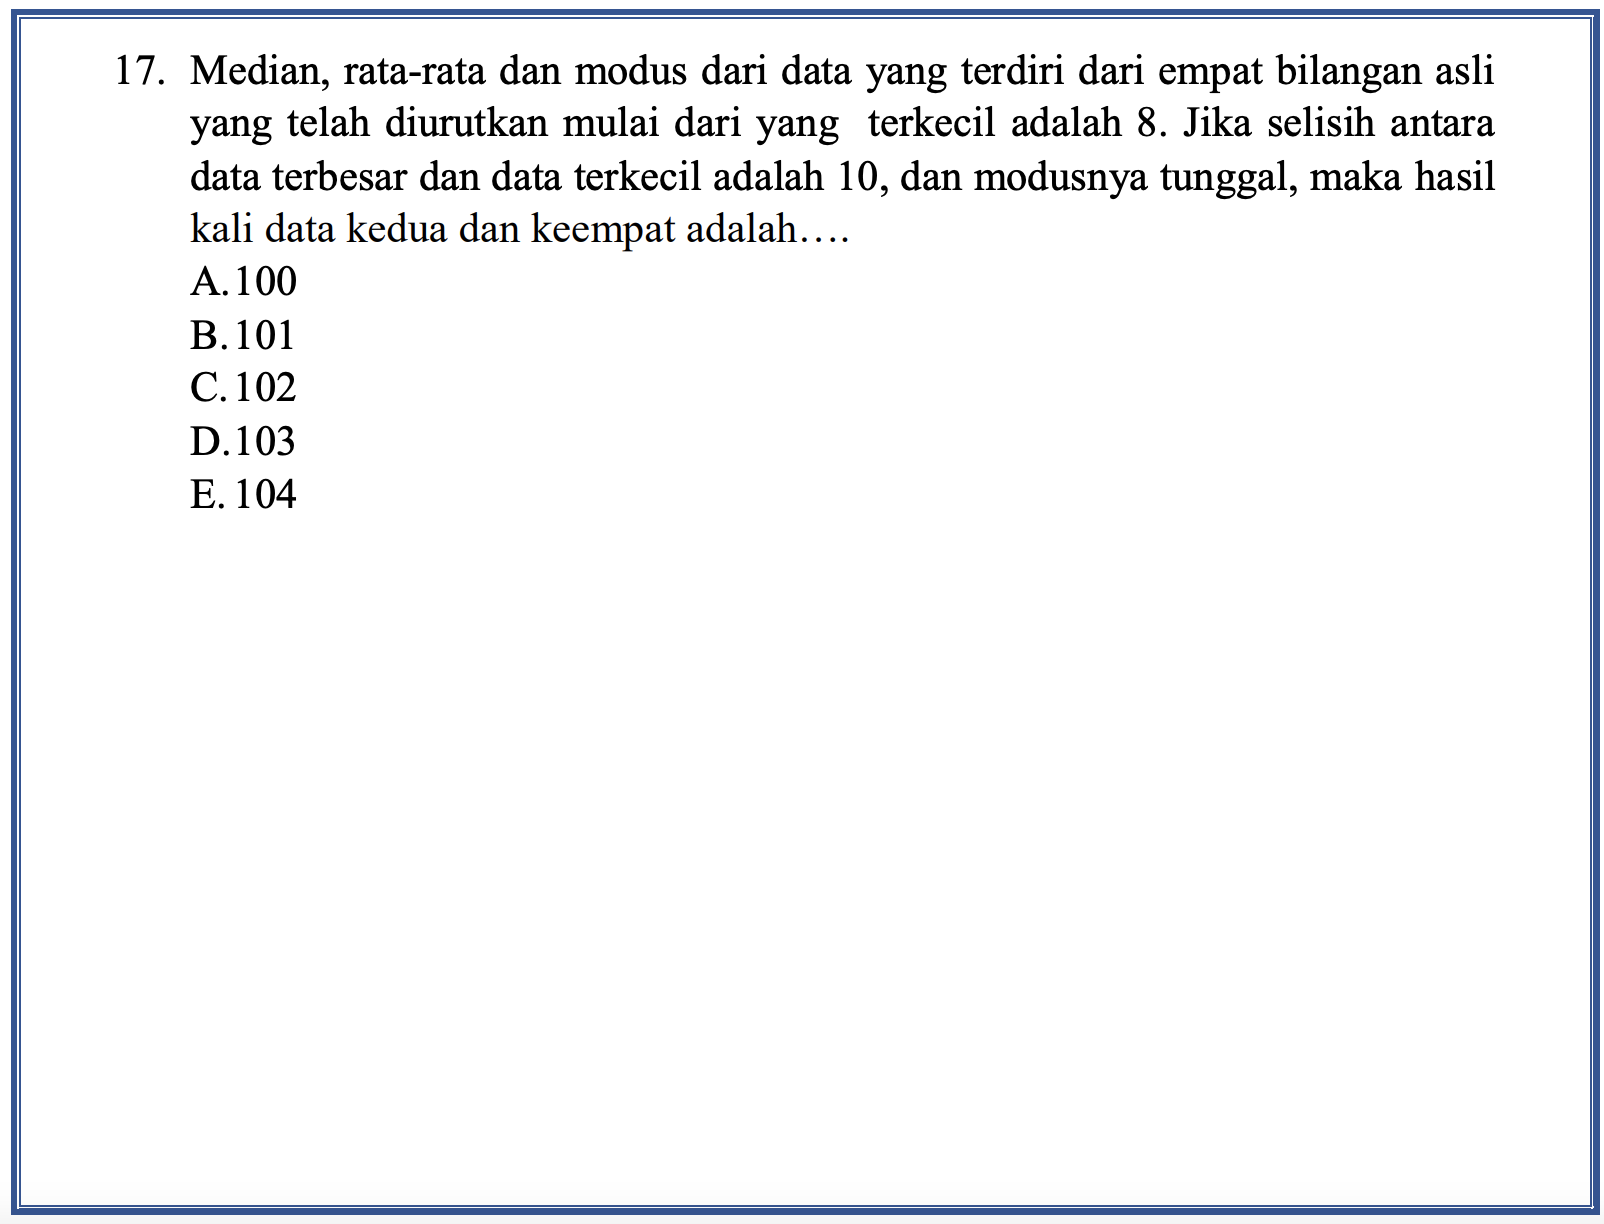 17. Median, rata-rata dan modus dari data yang terdiri dari empat bilangan asli
yang telah diurutkan mulai dari yang terkecil adalah 8. Jika selisih antara
data terbesar dan data terkecil adalah 10, dan modusnya tunggal, maka hasil
kali data kedua dan keempat adalah….
A. 100
B. 101
C. 102
D. 103
E. 104